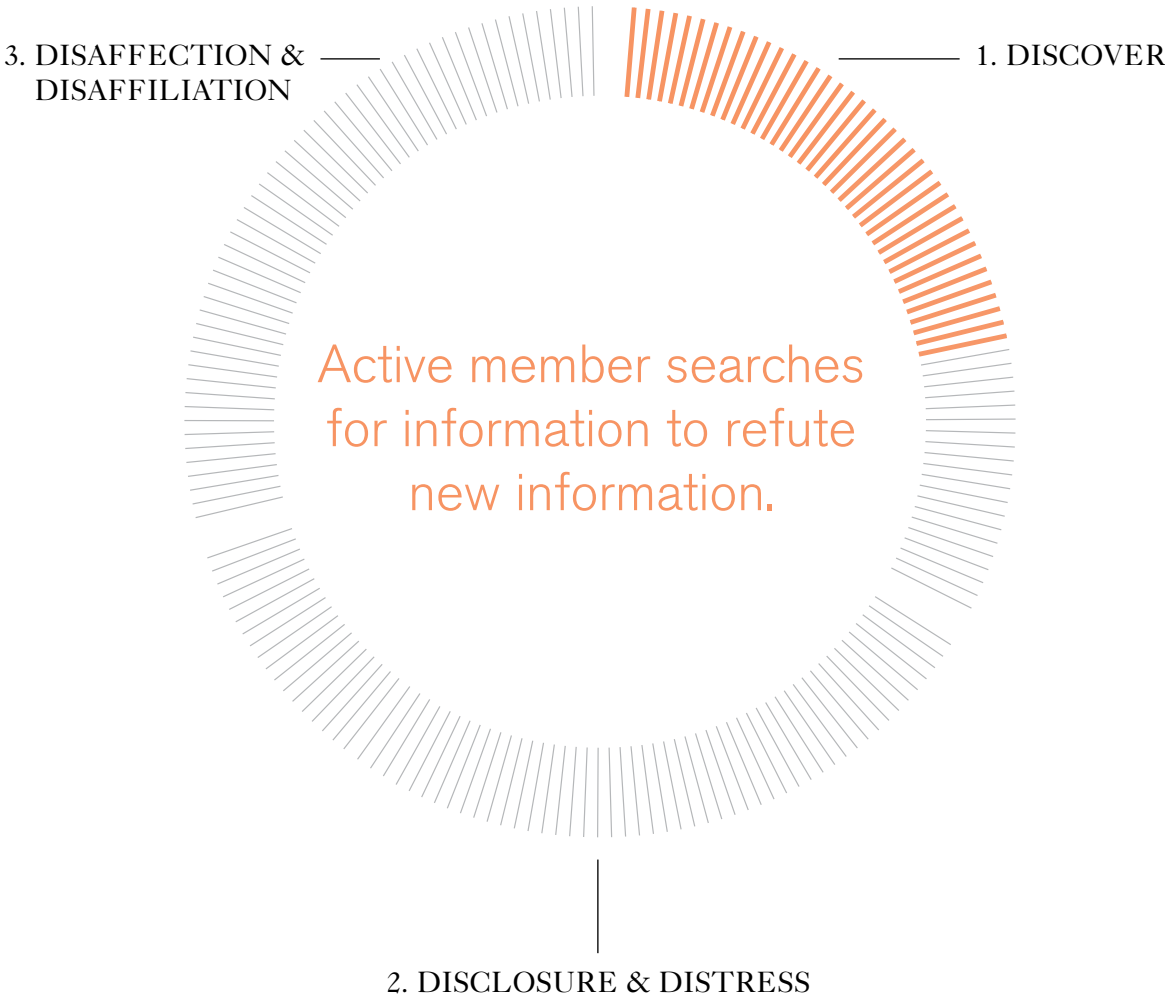 3. DISAFFECTION &
DISAFFILIATION
1. DISCOVER
Active member searches
for information to refute
new information.
2. DISCLOSURE & DISTRESS